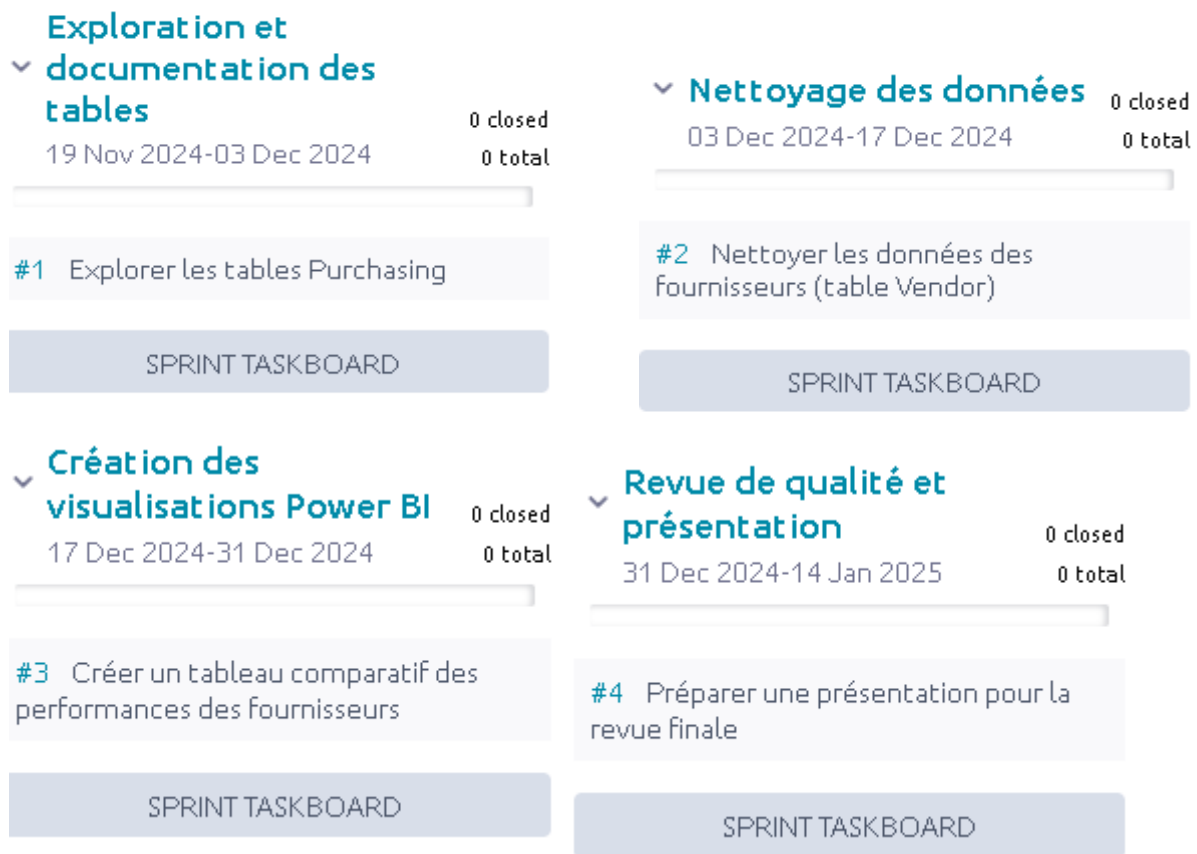 Exploration et
documentation des
tables
0 closed
19 Nov 2024-03 Dec 2024
0 total
#1 Explorer les tables Purchasing
SPRINT TASKBOARD
Nettoyage des données
0 closed
03 Dec 2024-17 Dec 2024
0 total
#2 Nettoyer les données des
fournisseurs (table Vendor)
SPRINT TASKBOARD
Création des
visualisations Power BI
0 closed
17 Dec 2024-31 Dec 2024
0 total
#3 Créer un tableau comparatif des
performances des fournisseurs
SPRINT TASKBOARD
Revue de qualité et
présentation
0 closed
31 Dec 2024-14 Jan 2025
0 total
#4 Préparer une présentation pour la
revue finale
SPRINT TASKBOARD